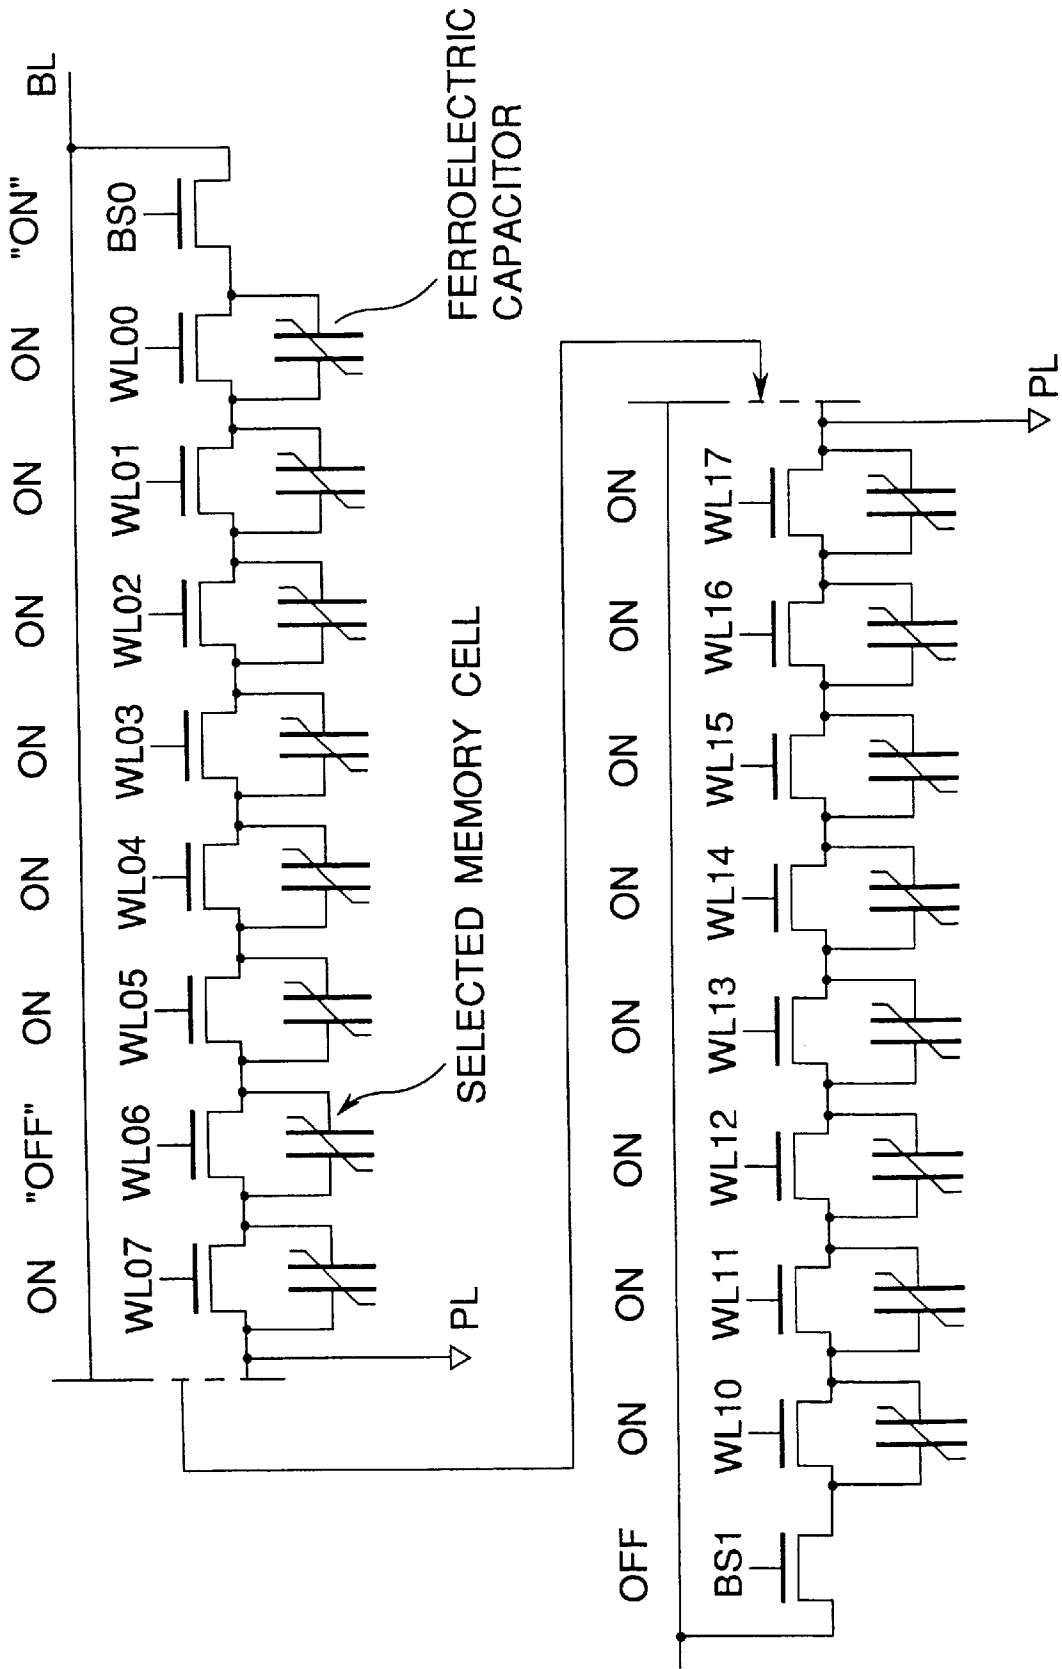 ON "OFF" ON ON ON ON ON ON "ON"
BL
WL07 WL06 WL05 WL04 WL03 WL02 WL01 WL00 BS0
PL
SELECTED MEMORY CELL
FERROELECTRIC
CAPACITOR
OFF ON ON ON ON ON ON ON ON
BS1 WL10 WL11 WL12 WL13 WL14 WL15 WL16 WL17
PL